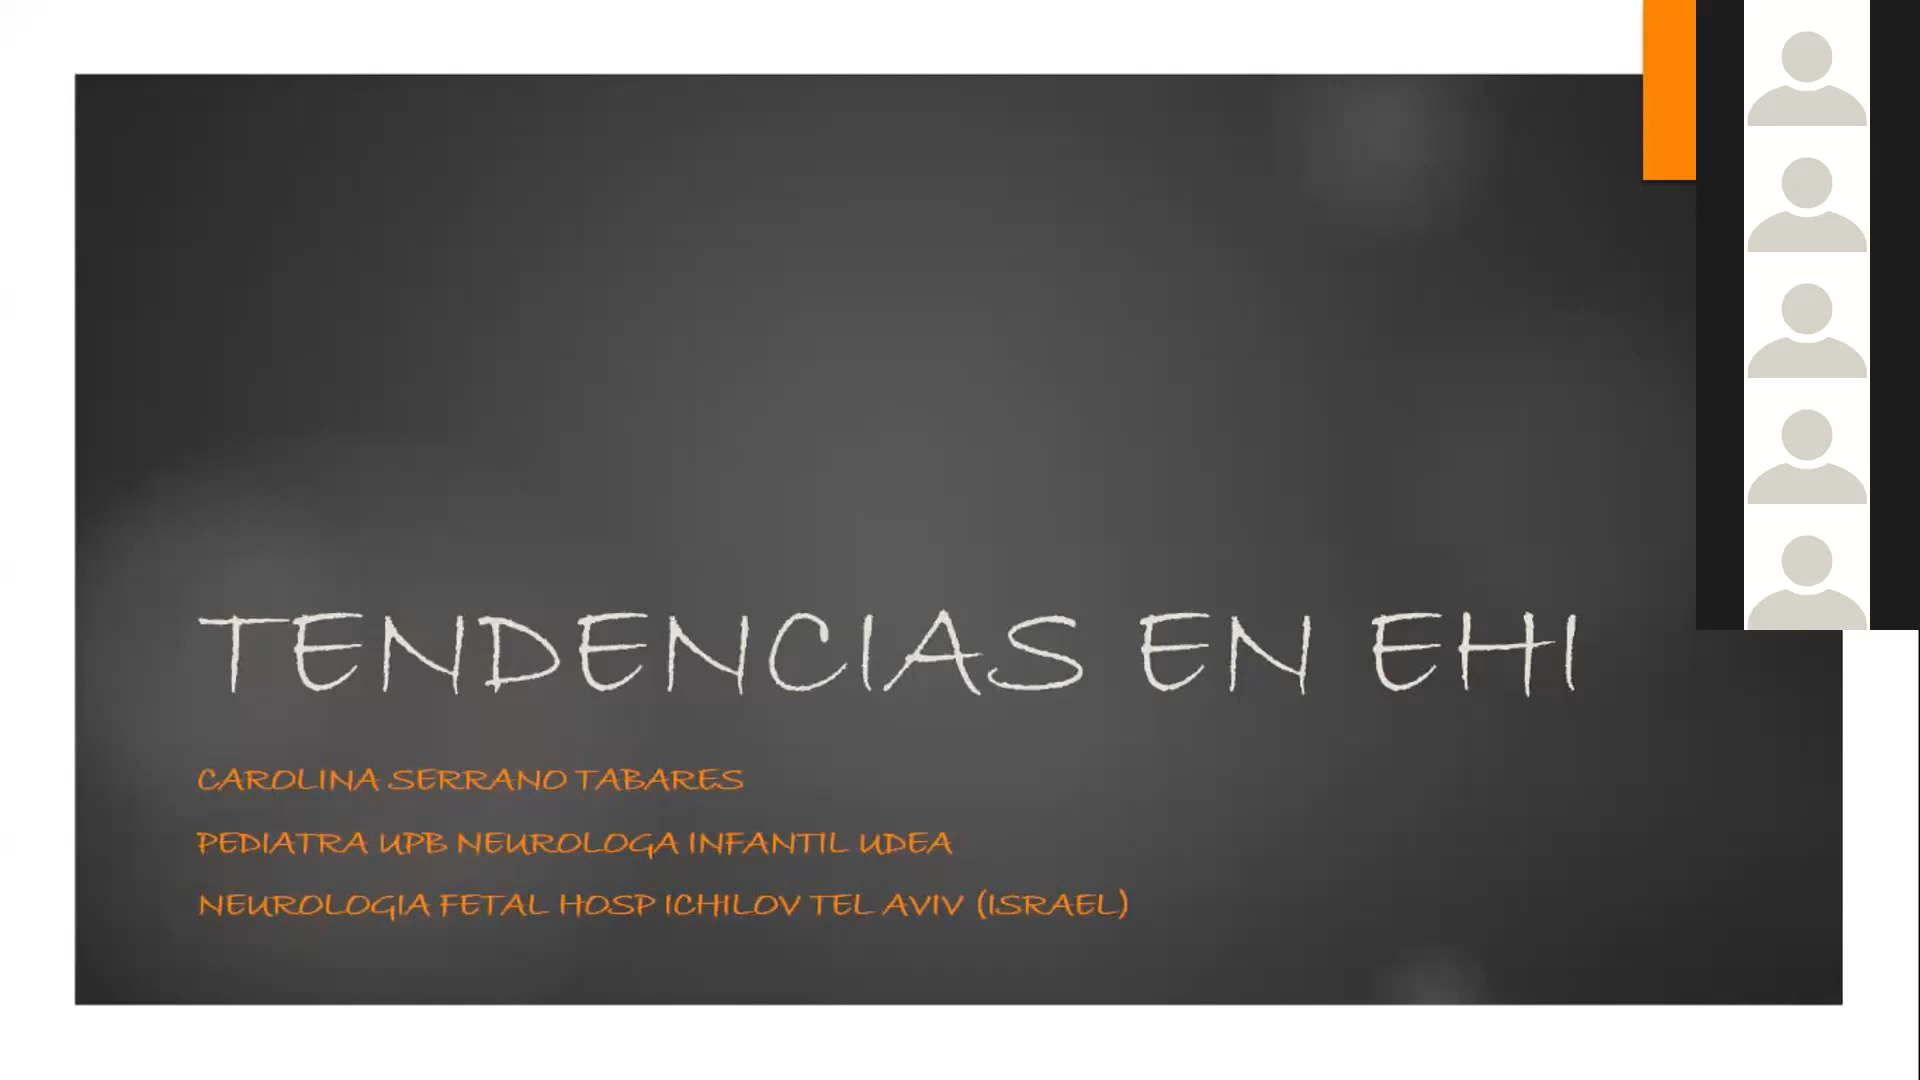 TENDENCIAS EN EHI
CAROLINA SERRANO TABARES
PEDIATRA UPB NEUROLOGA INFANTIL UDEA
NEUROLOGIA FETAL HOSP ICHILOV TEL AVIV (ISRAEL)